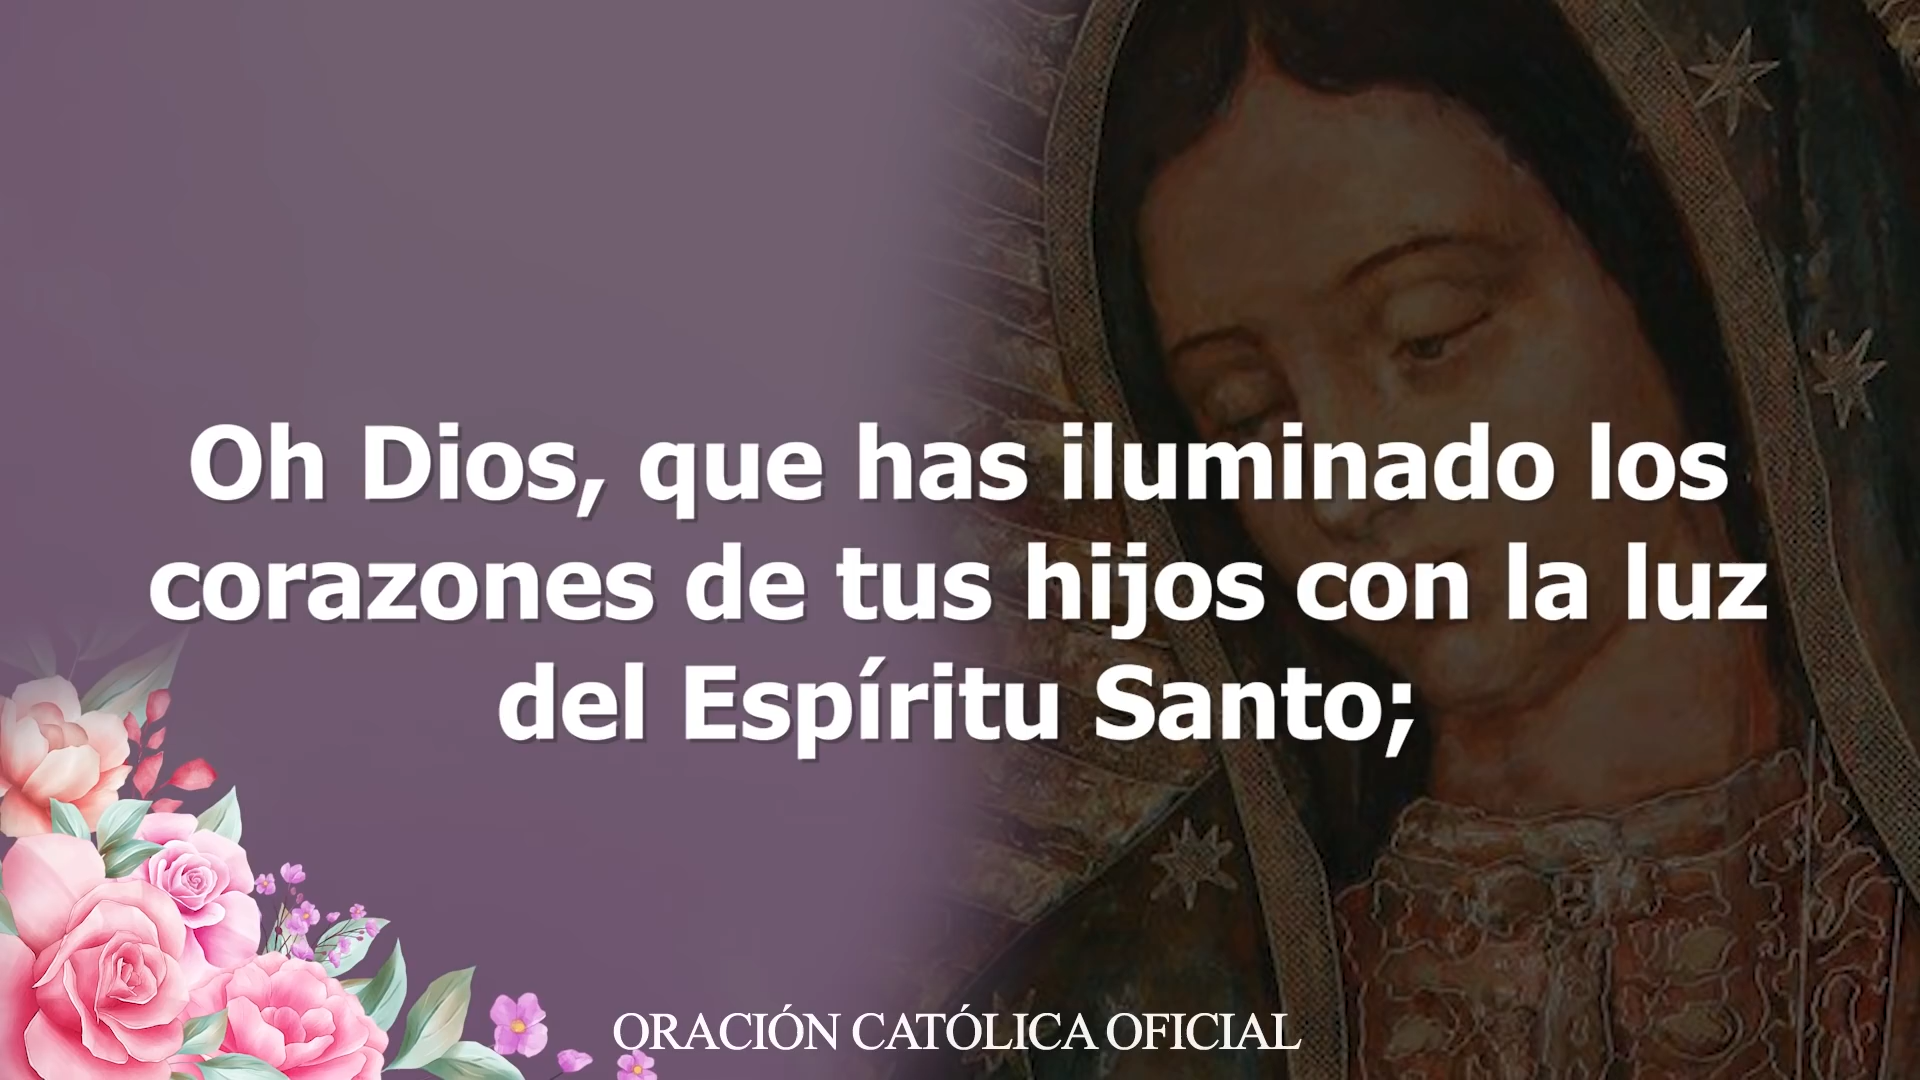 Oh Dios, que has iluminado los
corazones de tus hijos con la luz
del Espíritu Santo;
ORACIÓN CATÓLICA OFICIAL